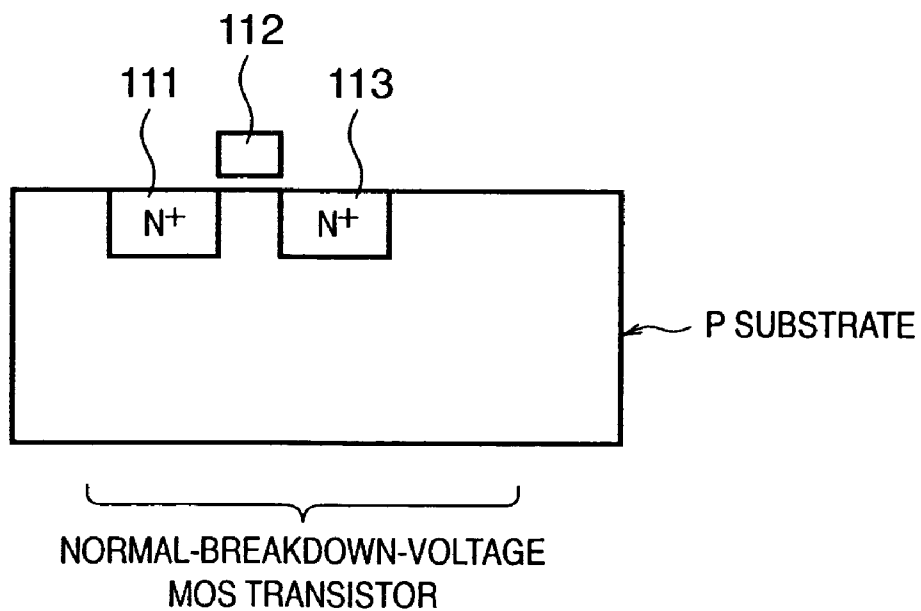 112
111
113
N+
N+
P SUBSTRATE
NORMAL-BREAKDOWN-VOLTAGE
MOS TRANSISTOR